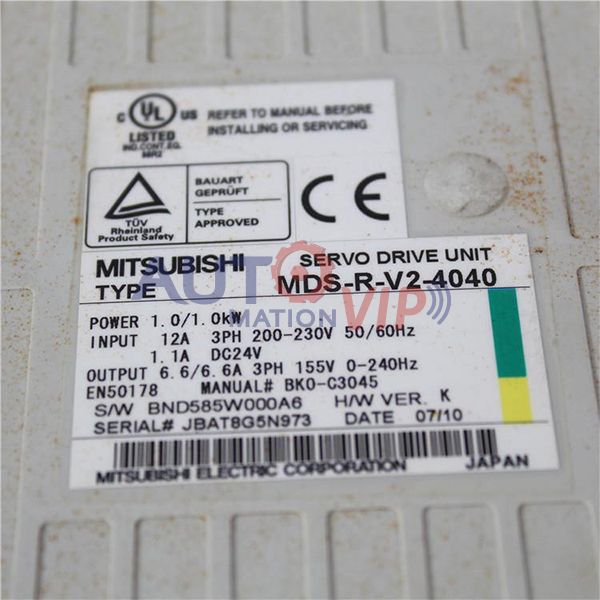 C UL US
LISTED
IND.CONT.EQ.
REFER TO MANUAL BEFORE
INSTALLING OR SERVICING
TÜV
Rheinland
Product Safety
BAUART
GEPRÜFT
TYPE
APPROVED
CE
MITSUBISHI SERVO DRIVE UNIT
TYPE MDS-R-V2-4040
AUTOMATION VIP
POWER 1.0/1.0kW
INPUT 12A 3PH 200-230V 50/60Hz
1.1A DC24V
OUTPUT 6.6/6.6A 3PH 155V 0-240Hz
EN50178 MANUAL# BK0-C3045
S/W BND585W000A6 H/W VER. K
SERIAL# JBAT8G5N973 DATE 07/10
MITSUBISHI ELECTRIC CORPORATION JAPAN